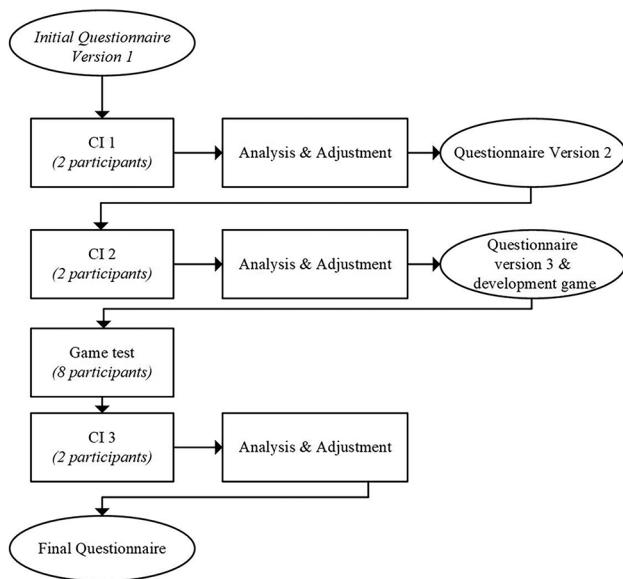 Initial Questionnaire
Version 1
CI 1
(2 participants)
Analysis & Adjustment
Questionnaire Version 2
CI 2
(2 participants)
Analysis & Adjustment
Questionnaire
version 3 &
development game
Game test
(8 participants)
CI 3
(2 participants)
Analysis & Adjustment
Final Questionnaire